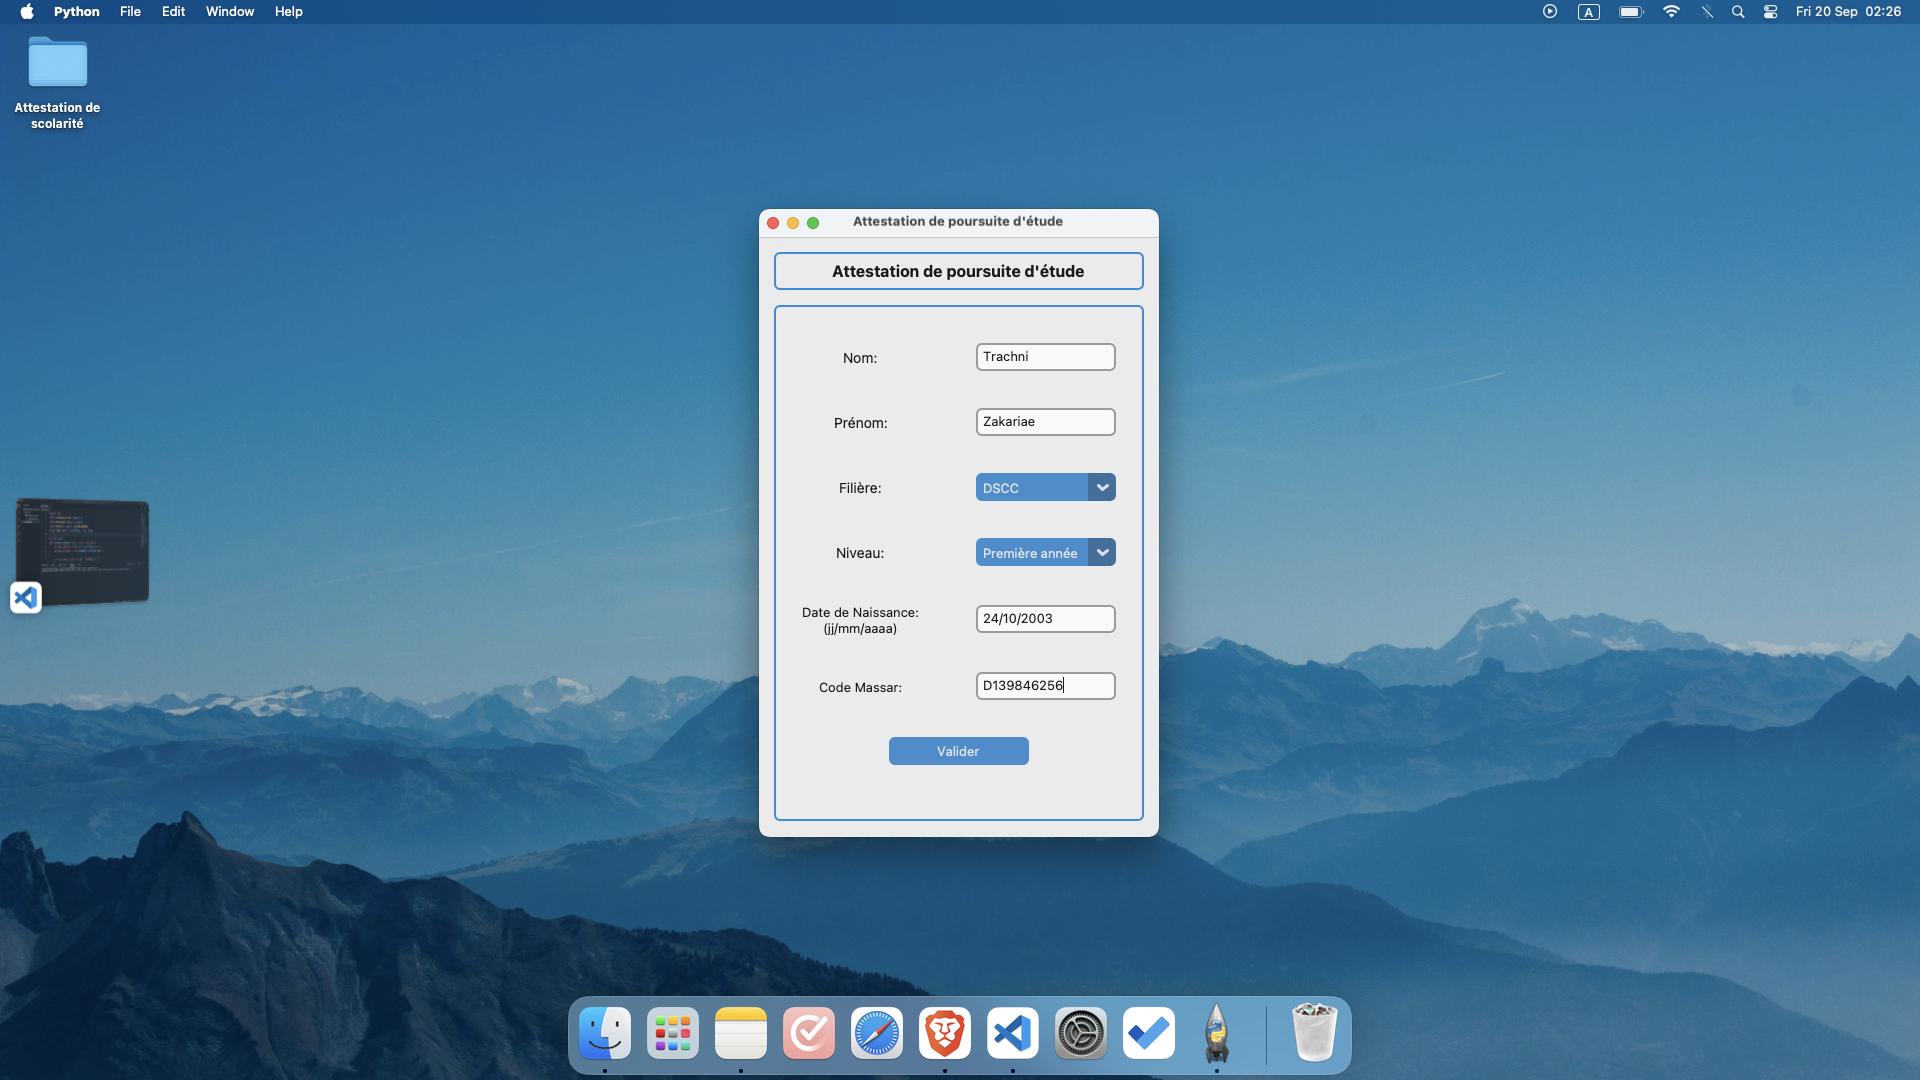 Python File Edit Window Help
A Fri 20 Sep 02:26
Attestation de
scolarité
Attestation de poursuite d'étude
Attestation de poursuite d'étude
Nom: Trachni
Prénom: Zakariae
Filière: DSCC
Niveau: Première année
Date de Naissance: 24/10/2003
(jj/mm/aaaa)
Code Massar: D139846256
Valider